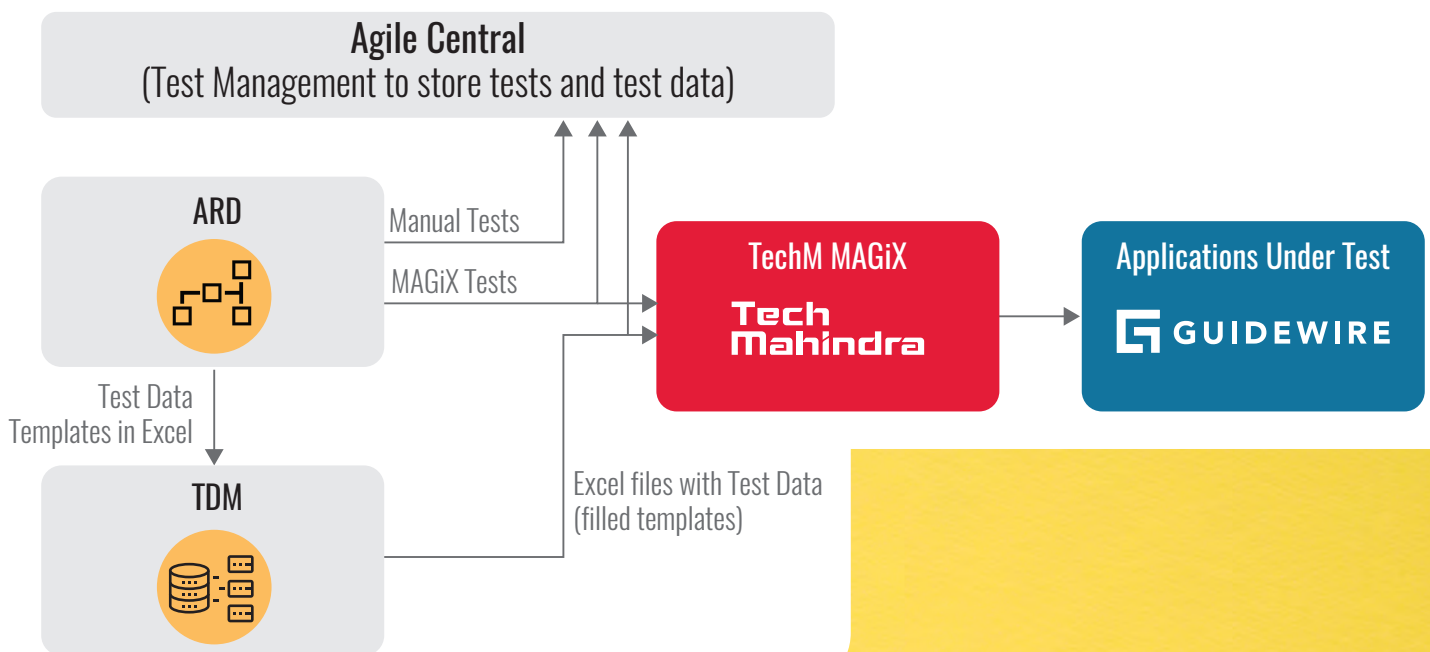 Agile Central
(Test Management to store tests and test data)
ARD
Manual Tests
MAGiX Tests
TechM MAGiX
Tech
Mahindra
Applications Under Test
GUIDEWIRE
Test Data
Templates in Excel
TDM
Excel files with Test Data
(filled templates)